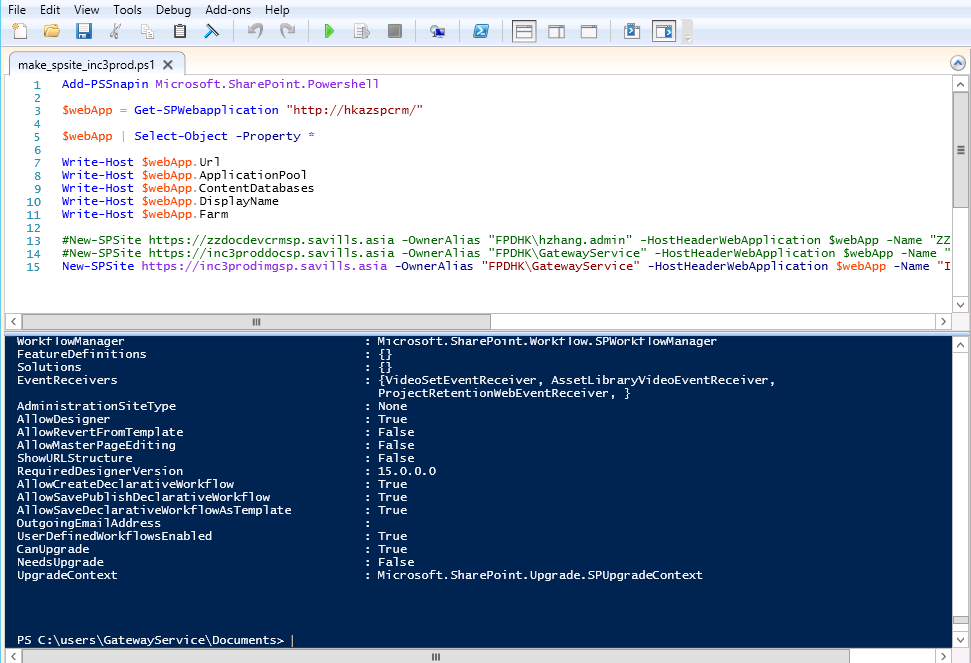 File Edit View Tools Debug Add-ons Help
make_spsite_inc3prod.ps1
1 Add-PSSnapin Microsoft.SharePoint.Powershell
2
3 $webApp = Get-SPWebapplication "http://hkazspcrm/"
4
5 $webApp | Select-Object -Property *
6
7 Write-Host $webApp.Url
8 Write-Host $webApp.ApplicationPool
9 Write-Host $webApp.ContentDatabases
10 Write-Host $webApp.DisplayName
11 Write-Host $webApp.Farm
12
13 #New-SPSite https://zzdocdevcrmsp.savills.asia -OwnerAlias "FPDHK\hzhang.admin" -HostHeaderWebApplication $webApp -Name "ZZ
14 #New-SPSite https://inc3proddocsp.savills.asia -OwnerAlias "FPDHK\GatewayService" -HostHeaderWebApplication $webApp -Name "
15 New-SPSite https://inc3prodimgsp.savills.asia -OwnerAlias "FPDHK\GatewayService" -HostHeaderWebApplication $webApp -Name "I
WorkflowManager : Microsoft.SharePoint.Workflow.SPWorkflowManager
FeatureDefinitions : {}
Solutions : {}
EventReceivers : {VideoSetEventReceiver, AssetLibraryVideoEventReceiver,
ProjectRetentionWebEventReceiver, }
AdministrationSiteType : None
AllowDesigner : True
AllowRevertFromTemplate : False
AllowMasterPageEditing : False
ShowURLStructure : False
RequiredDesignerVersion : 15.0.0.0
AllowCreateDeclarativeWorkflow : True
AllowSavePublishDeclarativeWorkflow : True
AllowSaveDeclarativeWorkflowAsTemplate : True
OutgoingEmailAddress :
UserDefinedWorkflowsEnabled : True
CanUpgrade : True
NeedsUpgrade : False
UpgradeContext : Microsoft.SharePoint.Upgrade.SPUpgradeContext
PS C:\users\GatewayService\Documents>